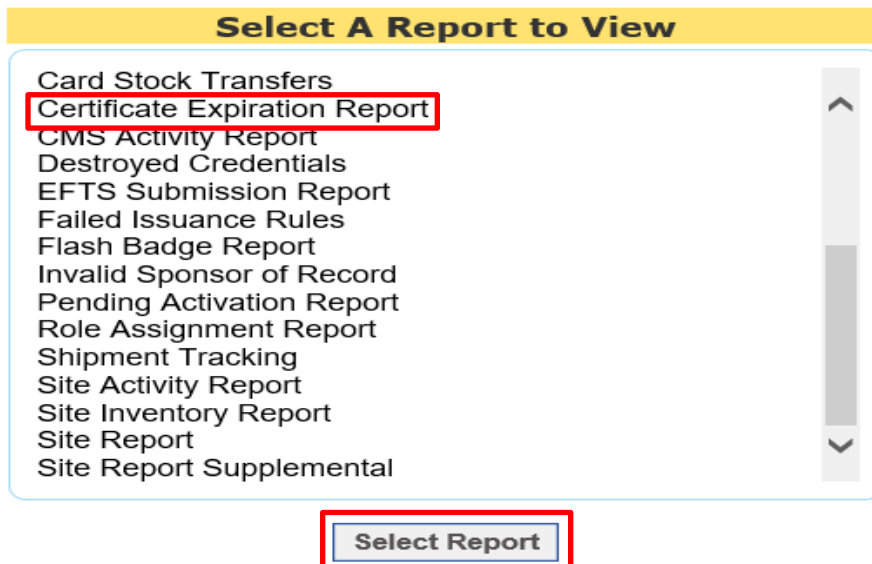 Select A Report to View
Card Stock Transfers
Certificate Expiration Report
CMS Activity Report
Destroyed Credentials
EFTS Submission Report
Failed Issuance Rules
Flash Badge Report
Invalid Sponsor of Record
Pending Activation Report
Role Assignment Report
Shipment Tracking
Site Activity Report
Site Inventory Report
Site Report
Site Report Supplemental
Select Report